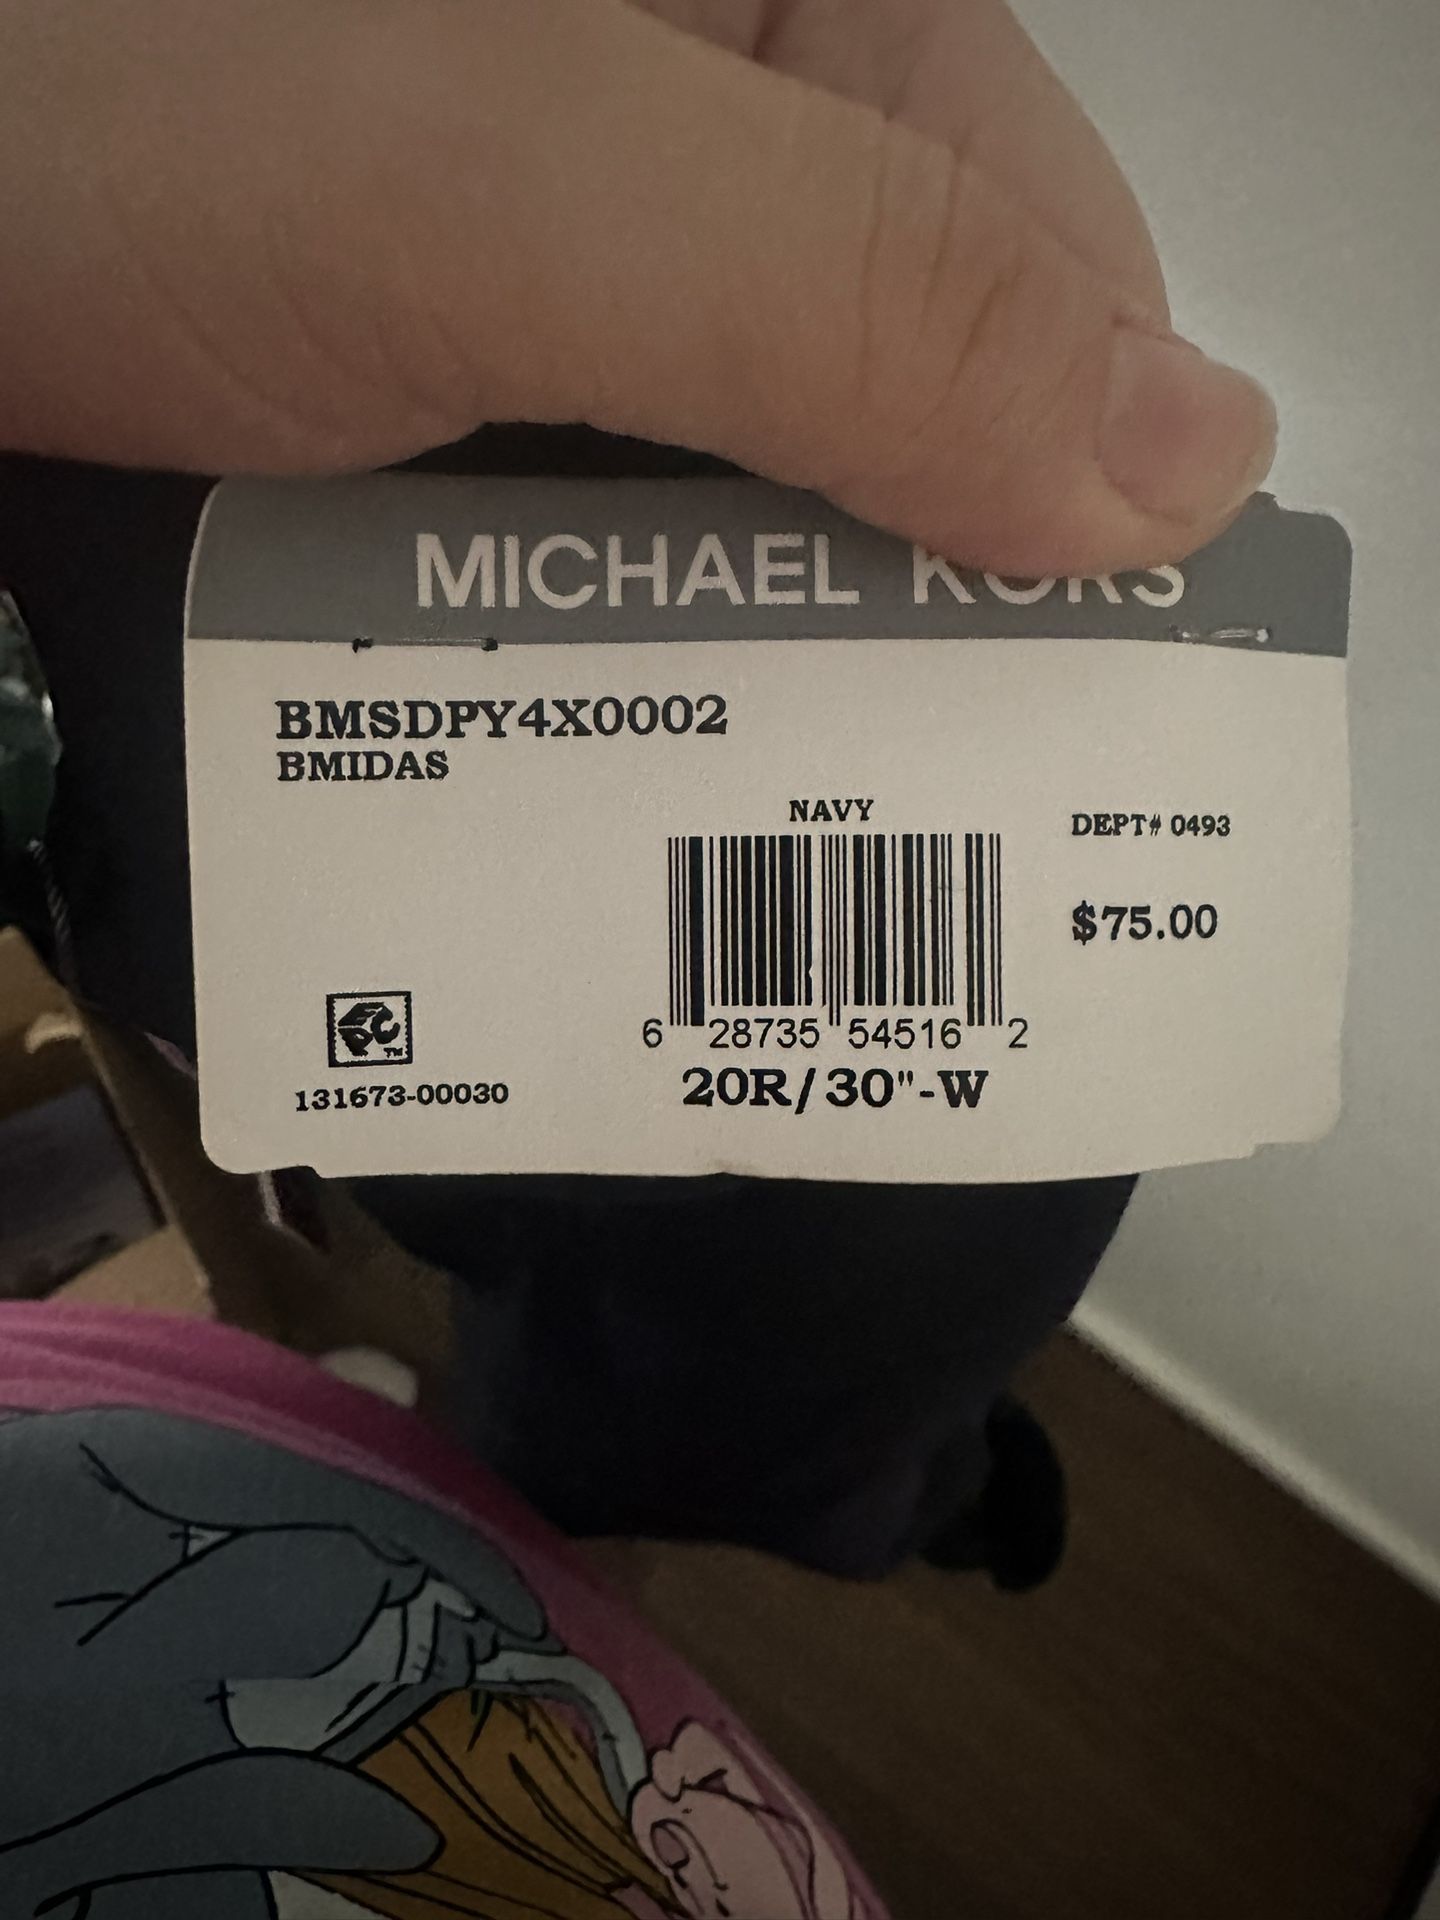 MICHAEL KORS
BMSDPY4X0002
BMIDAS
NAVY
DEPT# 0493
$75.00
6 28735 54516 2
131673-00030
20R/30"-W